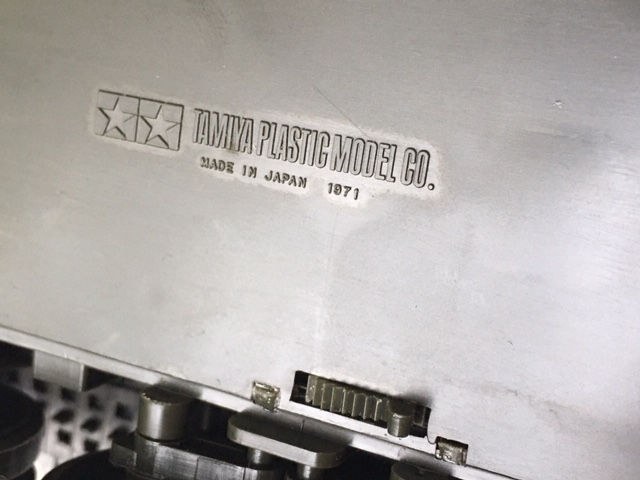 TAMIYA PLASTIC MODEL CO.
MADE IN JAPAN 1971